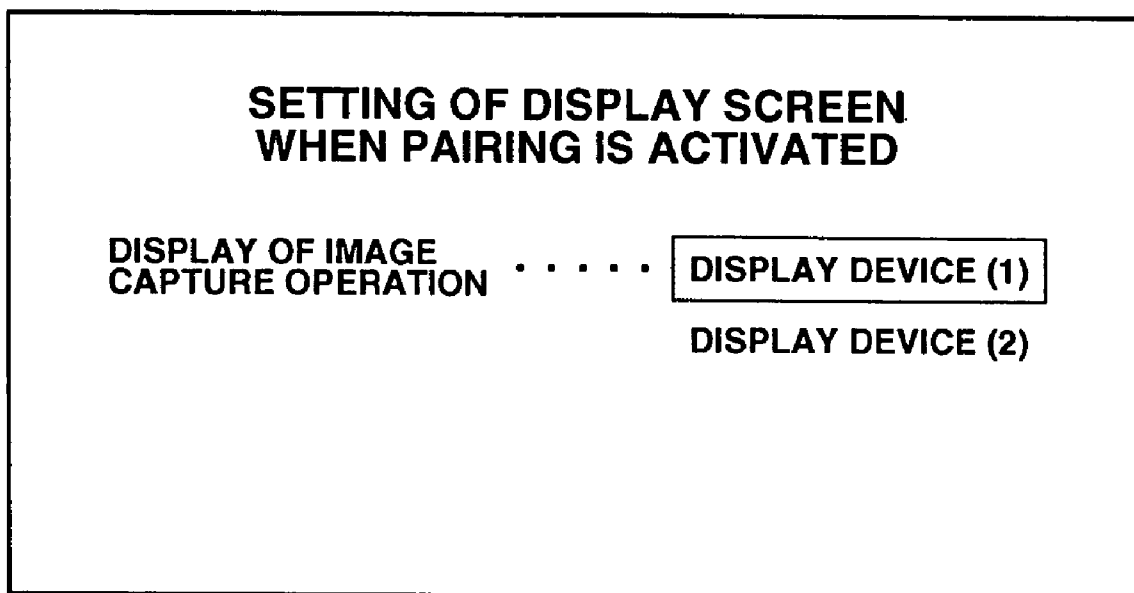 SETTING OF DISPLAY SCREEN
WHEN PAIRING IS ACTIVATED
DISPLAY OF IMAGE
CAPTURE OPERATION ..... DISPLAY DEVICE (1)
DISPLAY DEVICE (2)